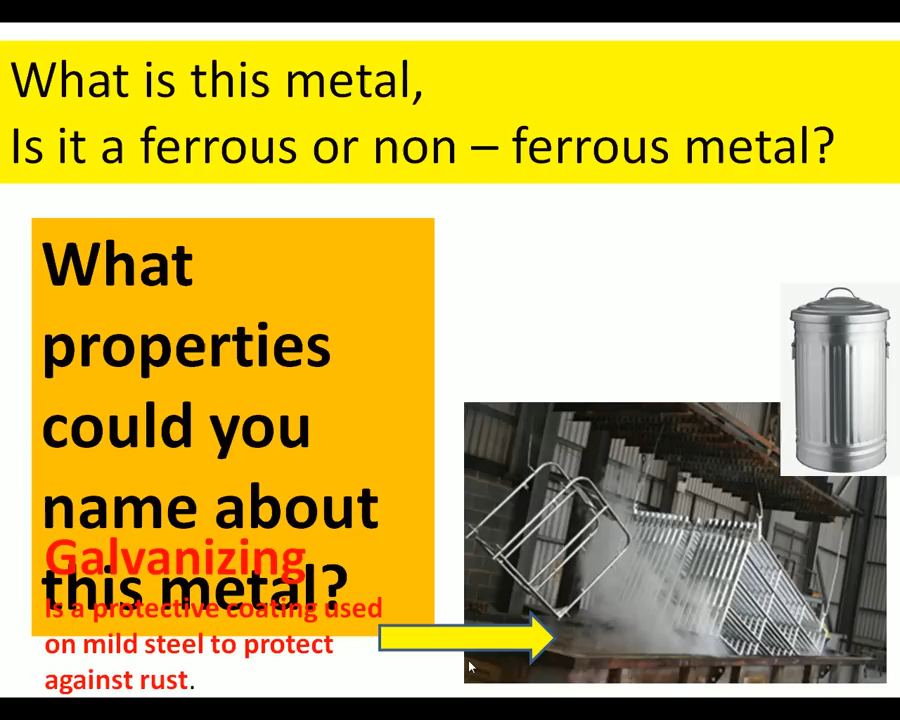 What is this metal,
Is it a ferrous or non – ferrous metal?
What
properties
could you
name about
this metal?
Galvanizing
Is a protective coating used
on mild steel to protect
against rust.